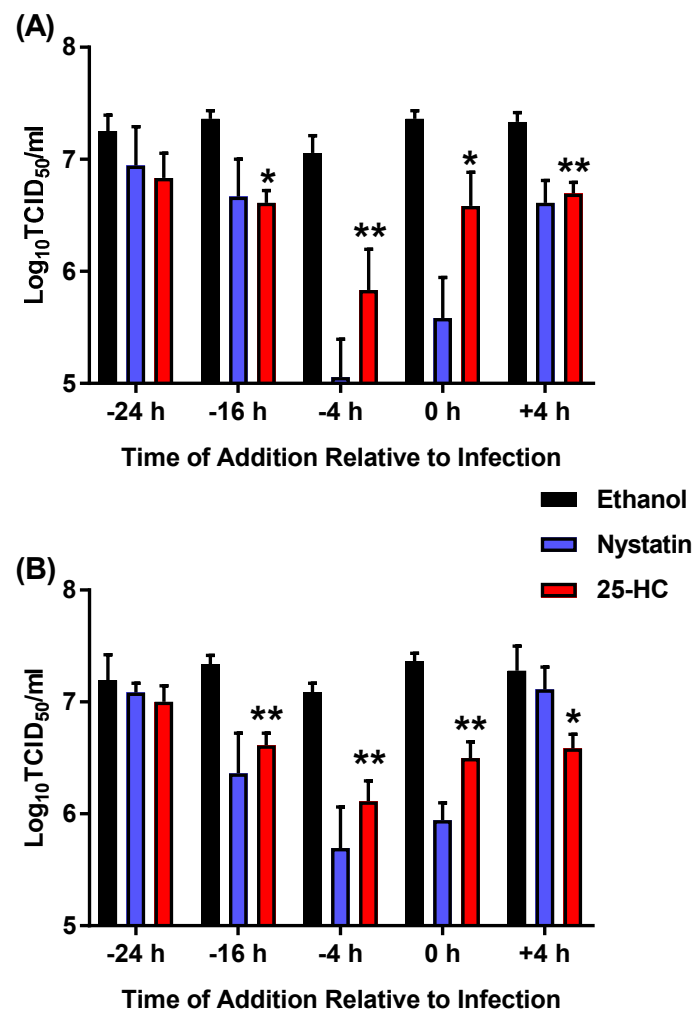 (A)
8
7
6
5
Log₁₀TCID₅₀/ml
*
**
*
**
-24 h -16 h -4 h 0 h +4 h
Time of Addition Relative to Infection
Ethanol
Nystatin
25-HC
(B)
8
7
6
5
Log₁₀TCID₅₀/ml
**
**
**
*
-24 h -16 h -4 h 0 h +4 h
Time of Addition Relative to Infection